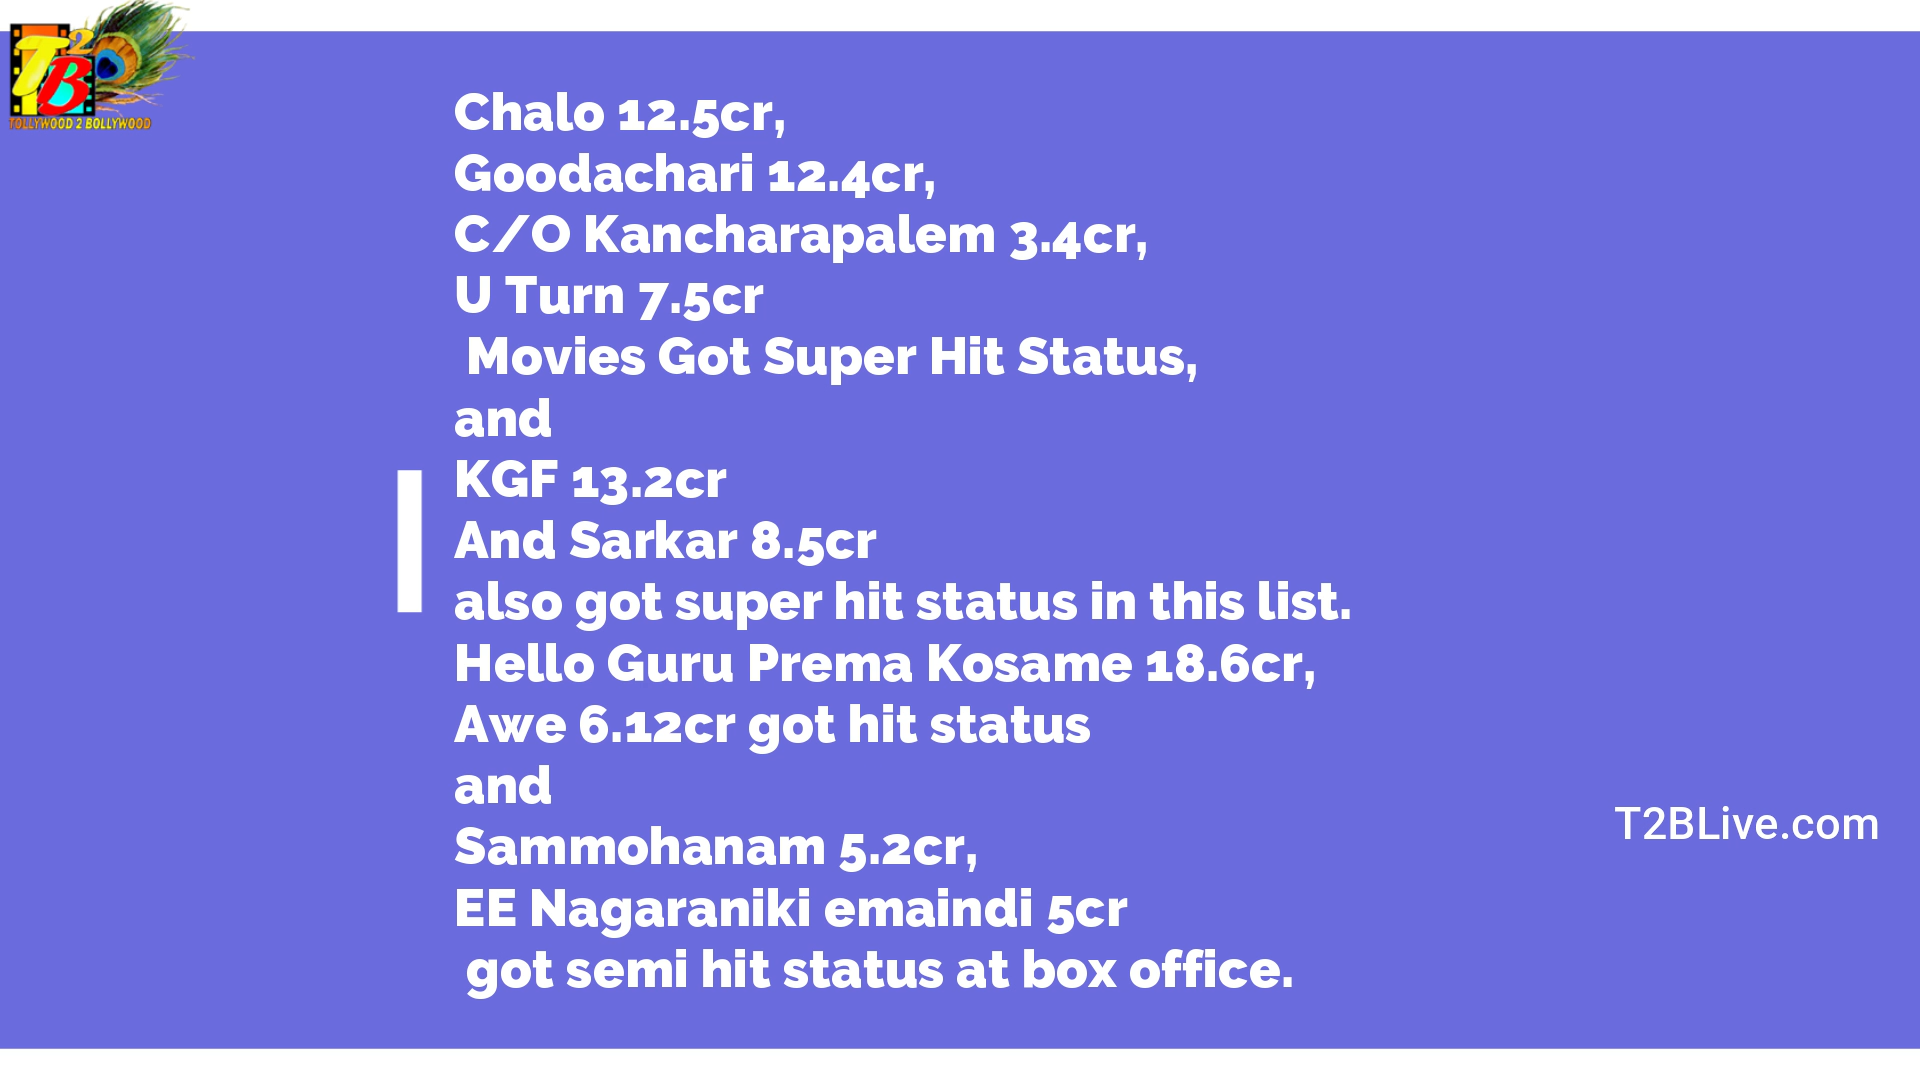 T2B
TOLLYWOOD 2 BOLLYWOOD
Chalo 12.5cr,
Goodachari 12.4cr,
C/O Kancharapalem 3.4cr,
U Turn 7.5cr
Movies Got Super Hit Status,
and
KGF 13.2cr
And Sarkar 8.5cr
also got super hit status in this list.
Hello Guru Prema Kosame 18.6cr,
Awe 6.12cr got hit status
and
Sammohanam 5.2cr,
EE Nagaraniki emaindi 5cr
got semi hit status at box office.
T2BLive.com